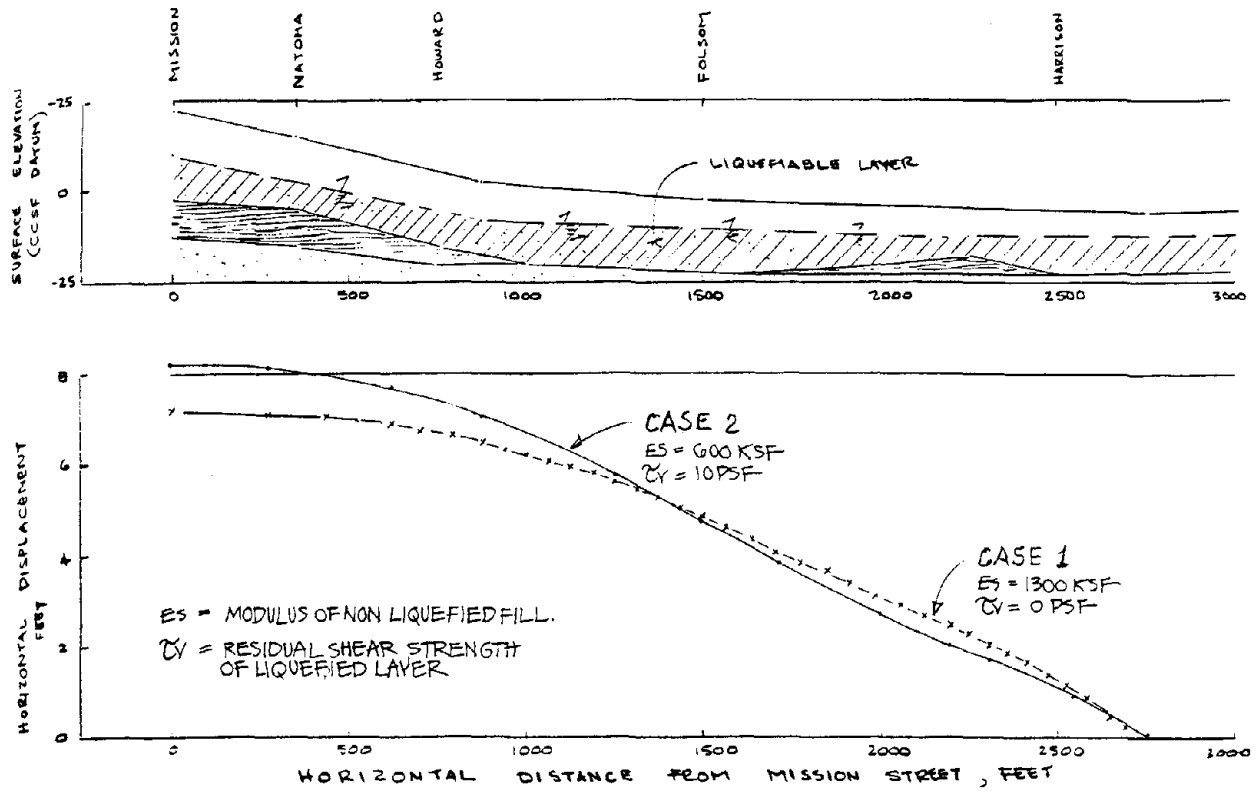 MISSION
NATOMA
HOWARD
FOLSOM
HARRISON
SURFACE ELEVATION
(CCSF DATUM)
-25
0
-25
LIQUEFIABLE LAYER
0 500 1000 1500 2000 2500 3000
HORIZONTAL DISPLACEMENT
FEET
8
6
4
2
0
CASE 2
ES = 600 KSF
τr = 10 PSF
CASE 1
ES = 1300 KSF
τr = 0 PSF
ES = MODULUS OF NON LIQUEFIED FILL.
τr = RESIDUAL SHEAR STRENGTH
OF LIQUEFIED LAYER
0 500 1000 1500 2000 2500 3000
HORIZONTAL DISTANCE FROM MISSION STREET, FEET